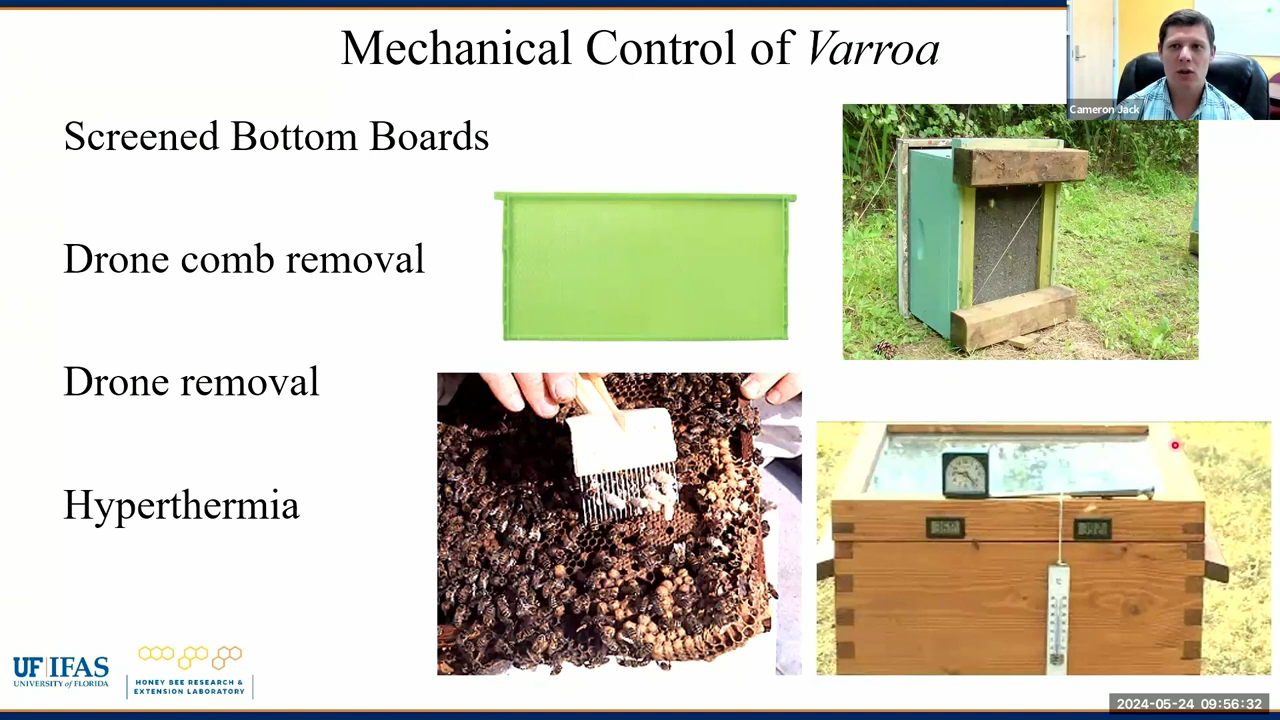 Mechanical Control of Varroa
Cameron Jack
Screened Bottom Boards
Drone comb removal
Drone removal
Hyperthermia
UF IFAS
UNIVERSITY of FLORIDA
HONEY BEE RESEARCH &
EXTENSION LABORATORY
2024-05-24 09:56:32